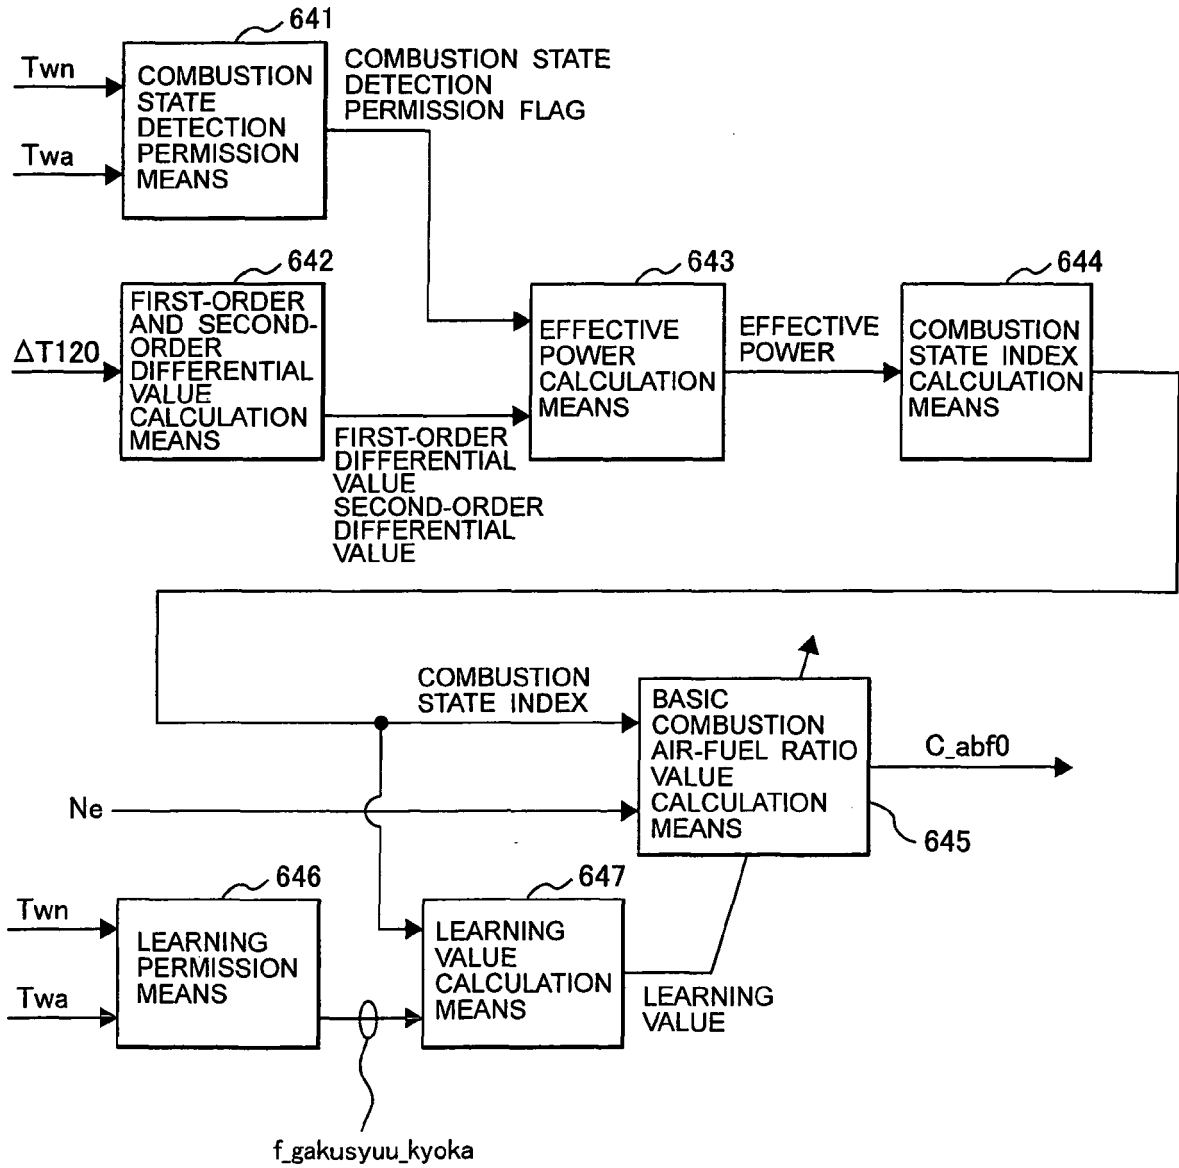 641
Twn
Twa
COMBUSTION
STATE
DETECTION
PERMISSION
MEANS
COMBUSTION STATE
DETECTION
PERMISSION FLAG
642
ΔT120
FIRST-ORDER
AND SECOND-
ORDER
DIFFERENTIAL
VALUE
CALCULATION
MEANS
FIRST-ORDER
DIFFERENTIAL
VALUE
SECOND-ORDER
DIFFERENTIAL
VALUE
643
EFFECTIVE
POWER
CALCULATION
MEANS
EFFECTIVE
POWER
644
COMBUSTION
STATE INDEX
CALCULATION
MEANS
COMBUSTION
STATE INDEX
Ne
BASIC
COMBUSTION
AIR-FUEL RATIO
VALUE
CALCULATION
MEANS
C_abf0
645
646
Twn
Twa
LEARNING
PERMISSION
MEANS
f_gakusyuu_kyoka
647
LEARNING
VALUE
CALCULATION
MEANS
LEARNING
VALUE